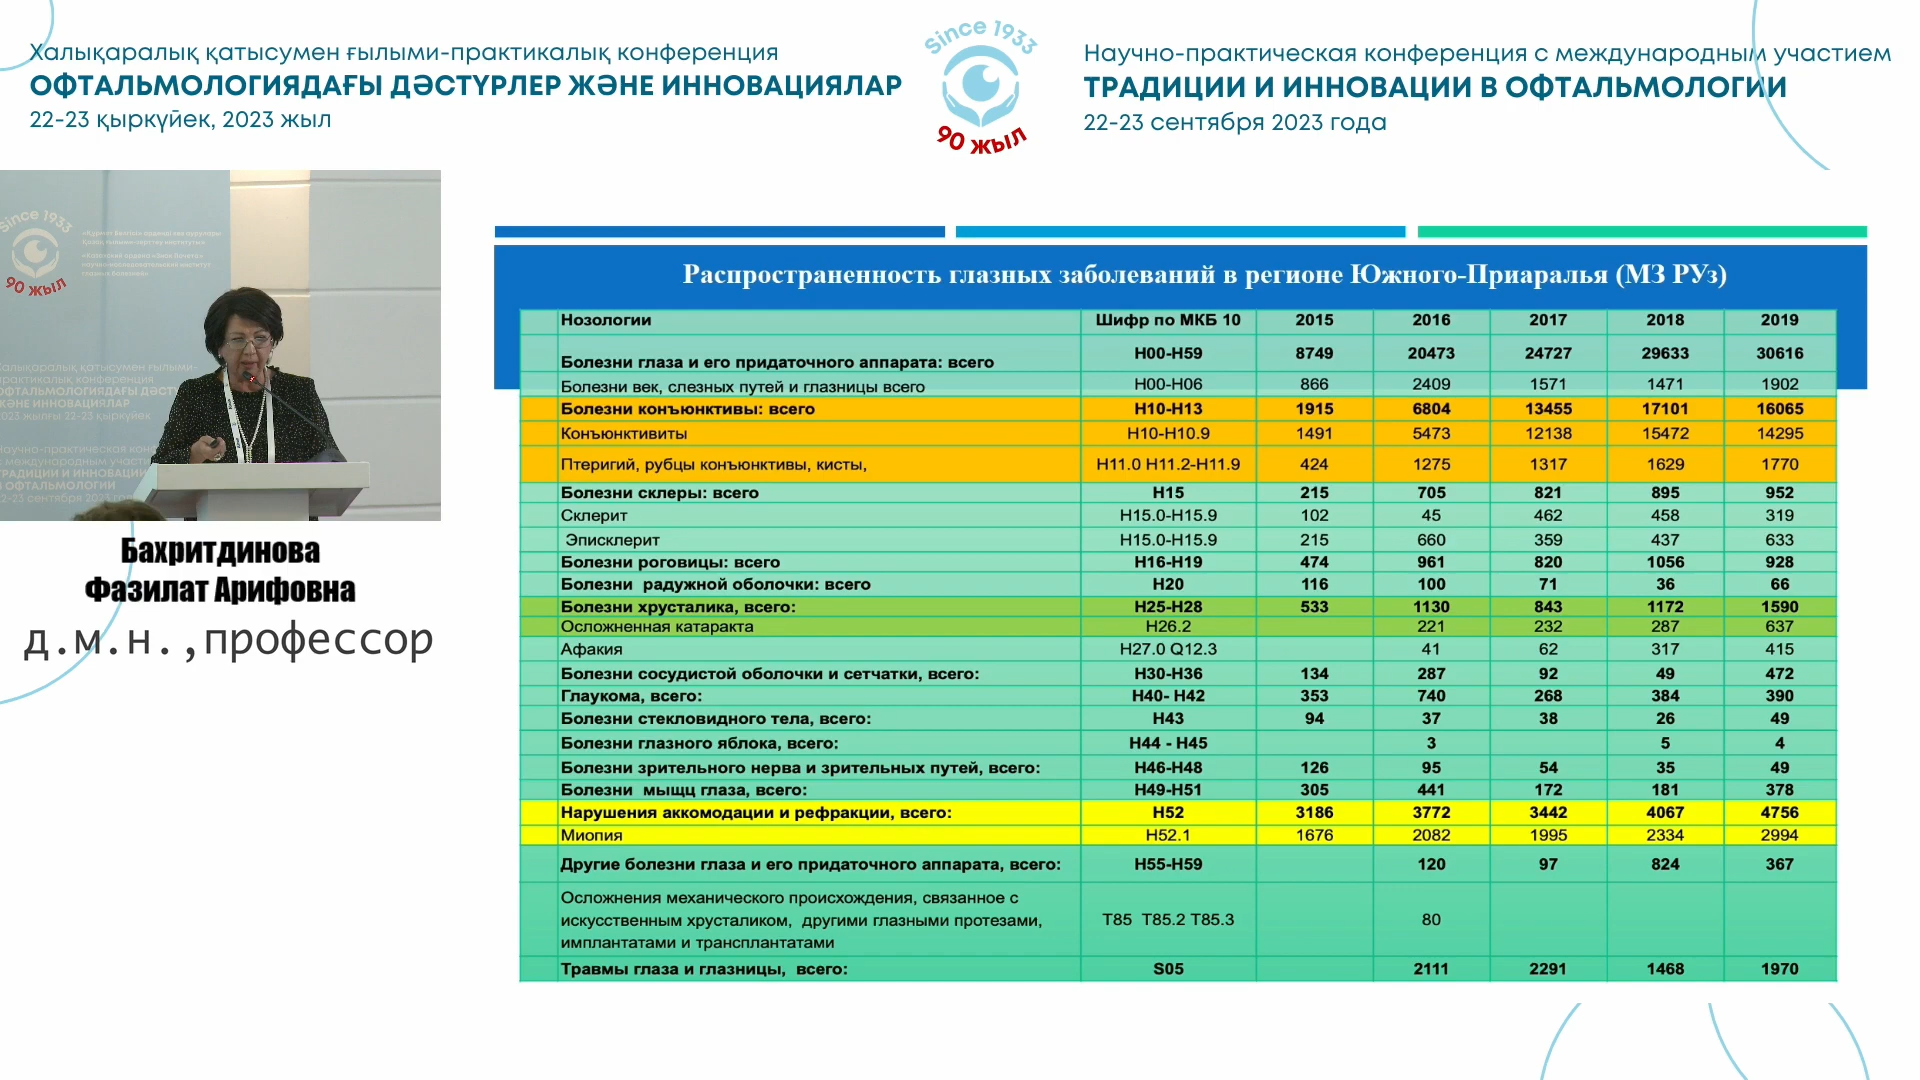 Халықаралық қатысумен ғылыми-практикалық конференция
ОФТАЛЬМОЛОГИЯДАҒЫ ДӘСТҮРЛЕР ЖӘНЕ ИННОВАЦИЯЛАР
22-23 қыркүйек, 2023 жыл
Since 1933
90 жыл
Научно-практическая конференция с международным участием
ТРАДИЦИИ И ИННОВАЦИИ В ОФТАЛЬМОЛОГИИ
22-23 сентября 2023 года
Since 1933
90 жыл
Бахритдинова
Фазилат Арифовна
д.м.н.,профессор
Распространенность глазных заболеваний в регионе Южного-Приаралья (МЗ РУз)
Нозологии Шифр по МКБ 10 2015 2016 2017 2018 2019
Болезни глаза и его придаточного аппарата: всего H00-H59 8749 20473 24727 29633 30616
Болезни век, слезных путей и глазницы всего H00-H06 866 2409 1571 1471 1902
Болезни конъюнктивы: всего H10-H13 1915 6804 13455 17101 16065
Конъюнктивиты H10-H10.9 1491 5473 12138 15472 14295
Птеригий, рубцы конъюнктивы, кисты, H11.0 H11.2-H11.9 424 1275 1317 1629 1770
Болезни склеры: всего H15 215 705 821 895 952
Склерит H15.0-H15.9 102 45 462 458 319
Эписклерит H15.0-H15.9 215 660 359 437 633
Болезни роговицы: всего H16-H19 474 961 820 1056 928
Болезни радужной оболочки: всего H20 116 100 71 36 66
Болезни хрусталика, всего: H25-H28 533 1130 843 1172 1590
Осложненная катаракта H26.2 221 232 287 637
Афакия H27.0 Q12.3 41 62 317 415
Болезни сосудистой оболочки и сетчатки, всего: H30-H36 134 287 92 49 472
Глаукома, всего: H40- H42 353 740 268 384 390
Болезни стекловидного тела, всего: H43 94 37 38 26 49
Болезни глазного яблока, всего: H44 - H45 3 5 4
Болезни зрительного нерва и зрительных путей, всего: H46-H48 126 95 54 35 49
Болезни мыщц глаза, всего: H49-H51 305 441 172 181 378
Нарушения аккомодации и рефракции, всего: H52 3186 3772 3442 4067 4756
Миопия H52.1 1676 2082 1995 2334 2994
Другие болезни глаза и его придаточного аппарата, всего: H55-H59 120 97 824 367
Осложнения механического происхождения, связанное с
искусственным хрусталиком, другими глазными протезами, T85 T85.2 T85.3 80
имплантатами и трансплантатами
Травмы глаза и глазницы, всего: S05 2111 2291 1468 1970